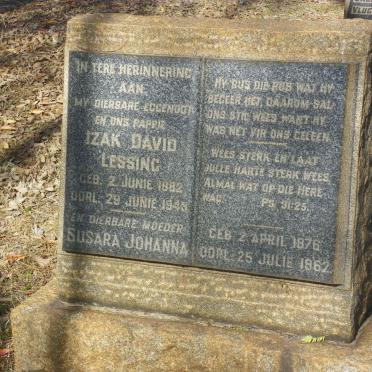 IN TERE HERINNERING
AAN
MY DIERBARE EGGENOOT
EN ONS PAPPIE
IZAK DAVID
LESSING
GEB. 2 JUNIE 1882
OORL. 29 JUNIE 1943
EN DIERBARE MOEDER
SUSARA JOHANNA
HY RUS DIE RUS WAT HY
BEGEER HET, DAAROM SAL
ONS STIL WEES WANT HY
WAS NET VIR ONS GELEEN.
WEES STERK EN LAAT
JULLE HARTE STERK WEES,
ALMAL WAT OP DIE HERE
WAG. PS. 31:25.
GEB. 2 APRIL 1876
OORL. 25 JULIE 1962